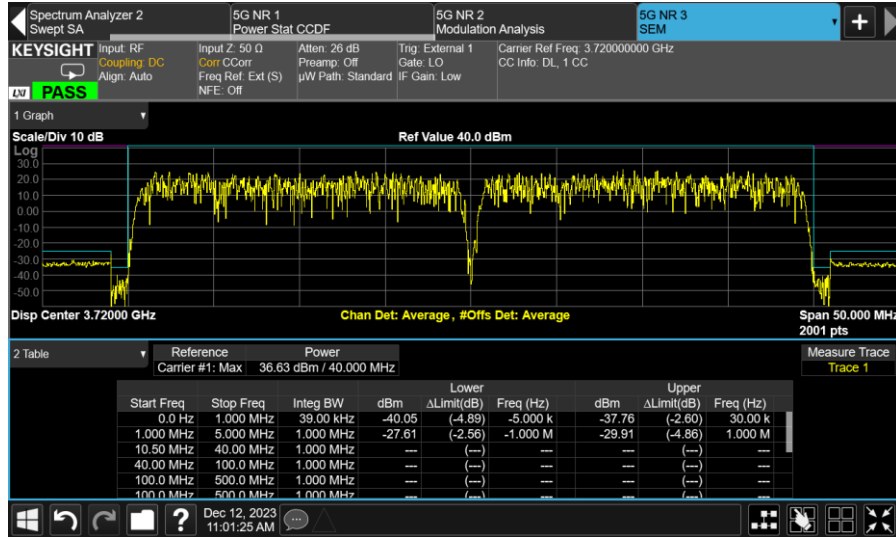 Spectrum Analyzer 2
Swept SA
5G NR 1
Power Stat CCDF
5G NR 2
Modulation Analysis
5G NR 3
SEM
KEYSIGHT
Input: RF
Coupling: DC
Align: Auto
Input Z: 50 Ω
Corr CCorr
Freq Ref: Ext (S)
NFE: Off
Atten: 26 dB
Preamp: Off
µW Path: Standard
Trig: External 1
Gate: LO
IF Gain: Low
Carrier Ref Freq: 3.720000000 GHz
CC Info: DL, 1 CC
LXI PASS
1 Graph
Scale/Div 10 dB Ref Value 40.0 dBm
Log
30.0
20.0
10.0
0.00
-10.0
-20.0
-30.0
-40.0
-50.0
Disp Center 3.72000 GHz Chan Det: Average, #Offs Det: Average Span 50.000 MHz
2001 pts
2 Table
Reference Power
Carrier #1: Max 36.63 dBm / 40.000 MHz
Measure Trace
Trace 1
Lower Upper
Start Freq Stop Freq Integ BW dBm ΔLimit(dB) Freq (Hz) dBm ΔLimit(dB) Freq (Hz)
0.0 Hz 1.000 MHz 39.00 kHz -40.05 (-4.89) -5.000 k -37.76 (-2.60) 30.00 k
1.000 MHz 5.000 MHz 1.000 MHz -27.61 (-2.56) -1.000 M -29.91 (-4.86) 1.000 M
10.50 MHz 40.00 MHz 1.000 MHz --- (---) --- --- (---) ---
40.00 MHz 100.0 MHz 1.000 MHz --- (---) --- --- (---) ---
100.0 MHz 500.0 MHz 1.000 MHz --- (---) --- --- (---) ---
100.0 MHz 500.0 MHz 1.000 MHz --- (---) --- --- (---) ---
Dec 12, 2023
11:01:25 AM